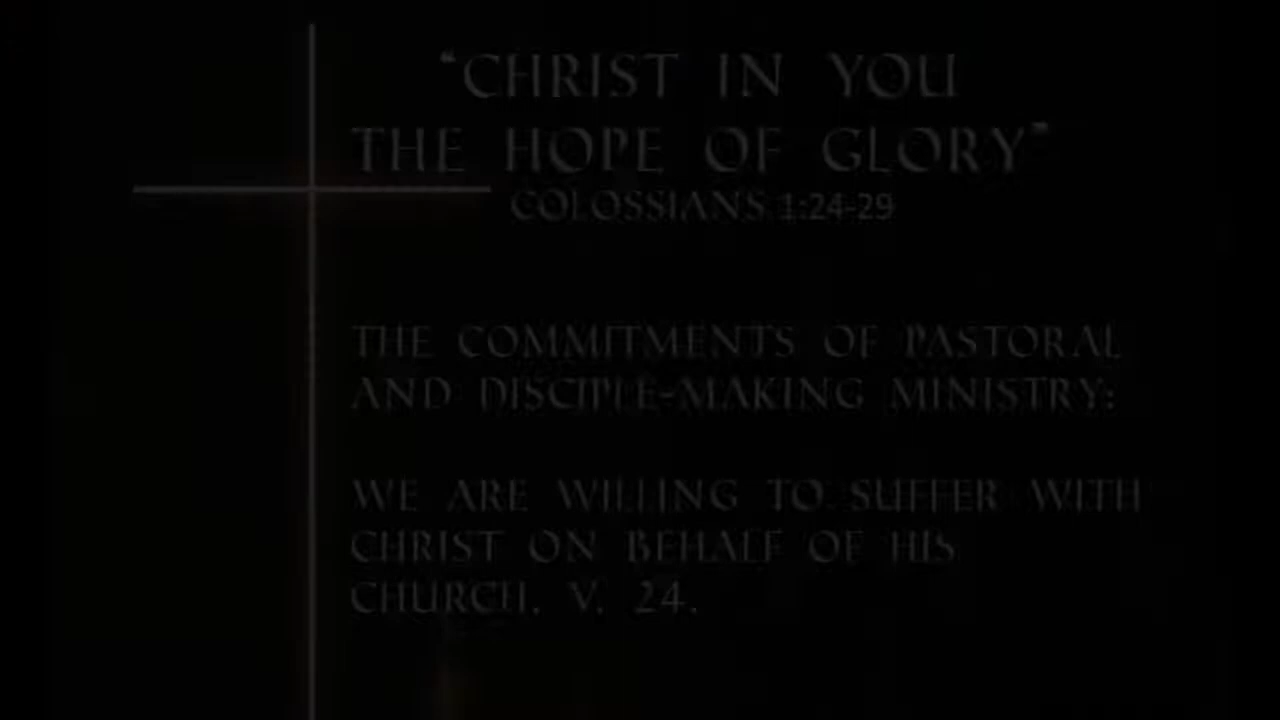 “CHRIST IN YOU
THE HOPE OF GLORY”
COLOSSIANS 1:24-29
THE COMMITMENTS OF PASTORAL
AND DISCIPLE-MAKING MINISTRY:
WE ARE WILLING TO SUFFER WITH
CHRIST ON BEHALF OF HIS
CHURCH. V. 24.